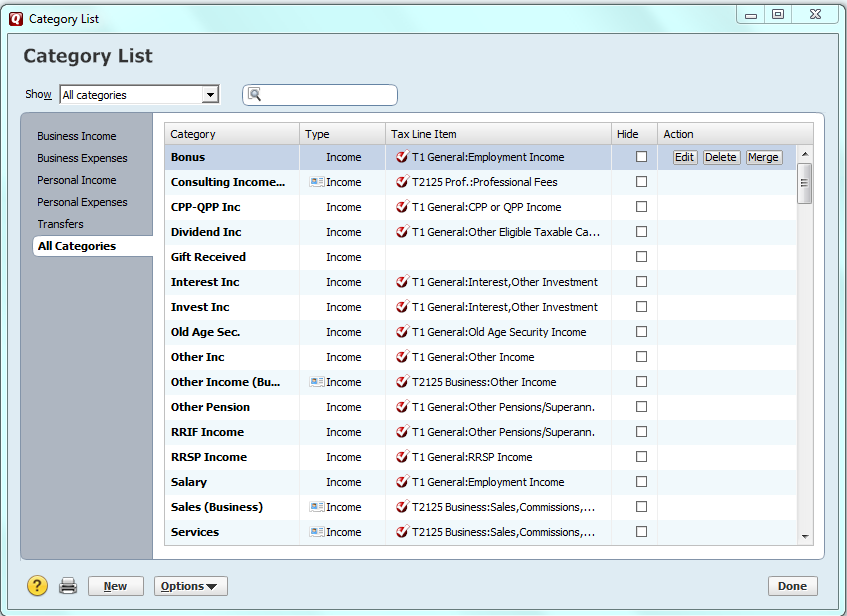 Category List
Category List
Show All categories
Business Income
Business Expenses
Personal Income
Personal Expenses
Transfers
All Categories
Category Type Tax Line Item Hide Action
Bonus Income T1 General:Employment Income Edit Delete Merge
Consulting Income... Income T2125 Prof.:Professional Fees
CPP-QPP Inc Income T1 General:CPP or QPP Income
Dividend Inc Income T1 General:Other Eligible Taxable Ca...
Gift Received Income
Interest Inc Income T1 General:Interest,Other Investment
Invest Inc Income T1 General:Interest,Other Investment
Old Age Sec. Income T1 General:Old Age Security Income
Other Inc Income T1 General:Other Income
Other Income (Bu... Income T2125 Business:Other Income
Other Pension Income T1 General:Other Pensions/Superann.
RRIF Income Income T1 General:Other Pensions/Superann.
RRSP Income Income T1 General:RRSP Income
Salary Income T1 General:Employment Income
Sales (Business) Income T2125 Business:Sales,Commissions,...
Services Income T2125 Business:Sales,Commissions,...
? New Options Done